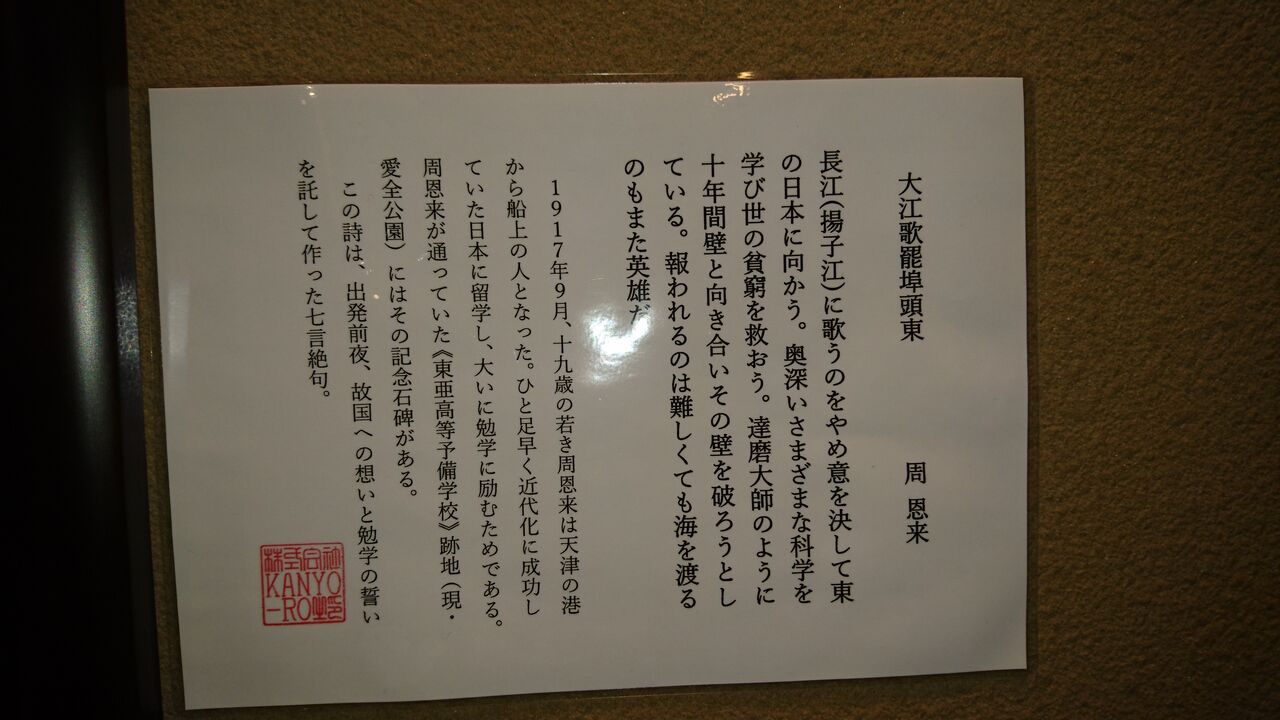 大江歌罷埠頭東　周 恩来
長江(揚子江)に歌うのをやめ意を決して東
の日本に向かう。奥深いさまざまな科学を
学び世の貧窮を救おう。達磨大師のように
十年間壁と向き合いその壁を破ろうとし
ている。報われるのは難しくても海を渡る
のもまた英雄だ
1917年9月、十九歳の若き周恩来は天津の港
から船上の人となった。ひと足早く近代化に成功し
ていた日本に留学し、大いに勉学に励むためである。
周恩来が通っていた《東亜高等予備学校》跡地（現・
愛全公園）にはその記念石碑がある。
この詩は、出発前夜、故国への想いと勉学の誓い
を託して作った七言絶句。
KANYO
-RO